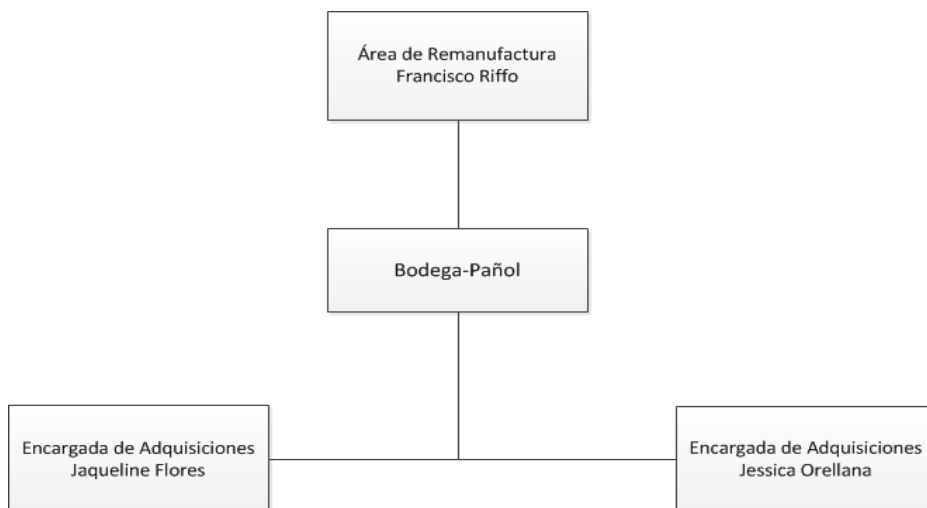 Área de Remanufactura
Francisco Riffo
Bodega-Pañol
Encargada de Adquisiciones
Jaqueline Flores
Encargada de Adquisiciones
Jessica Orellana